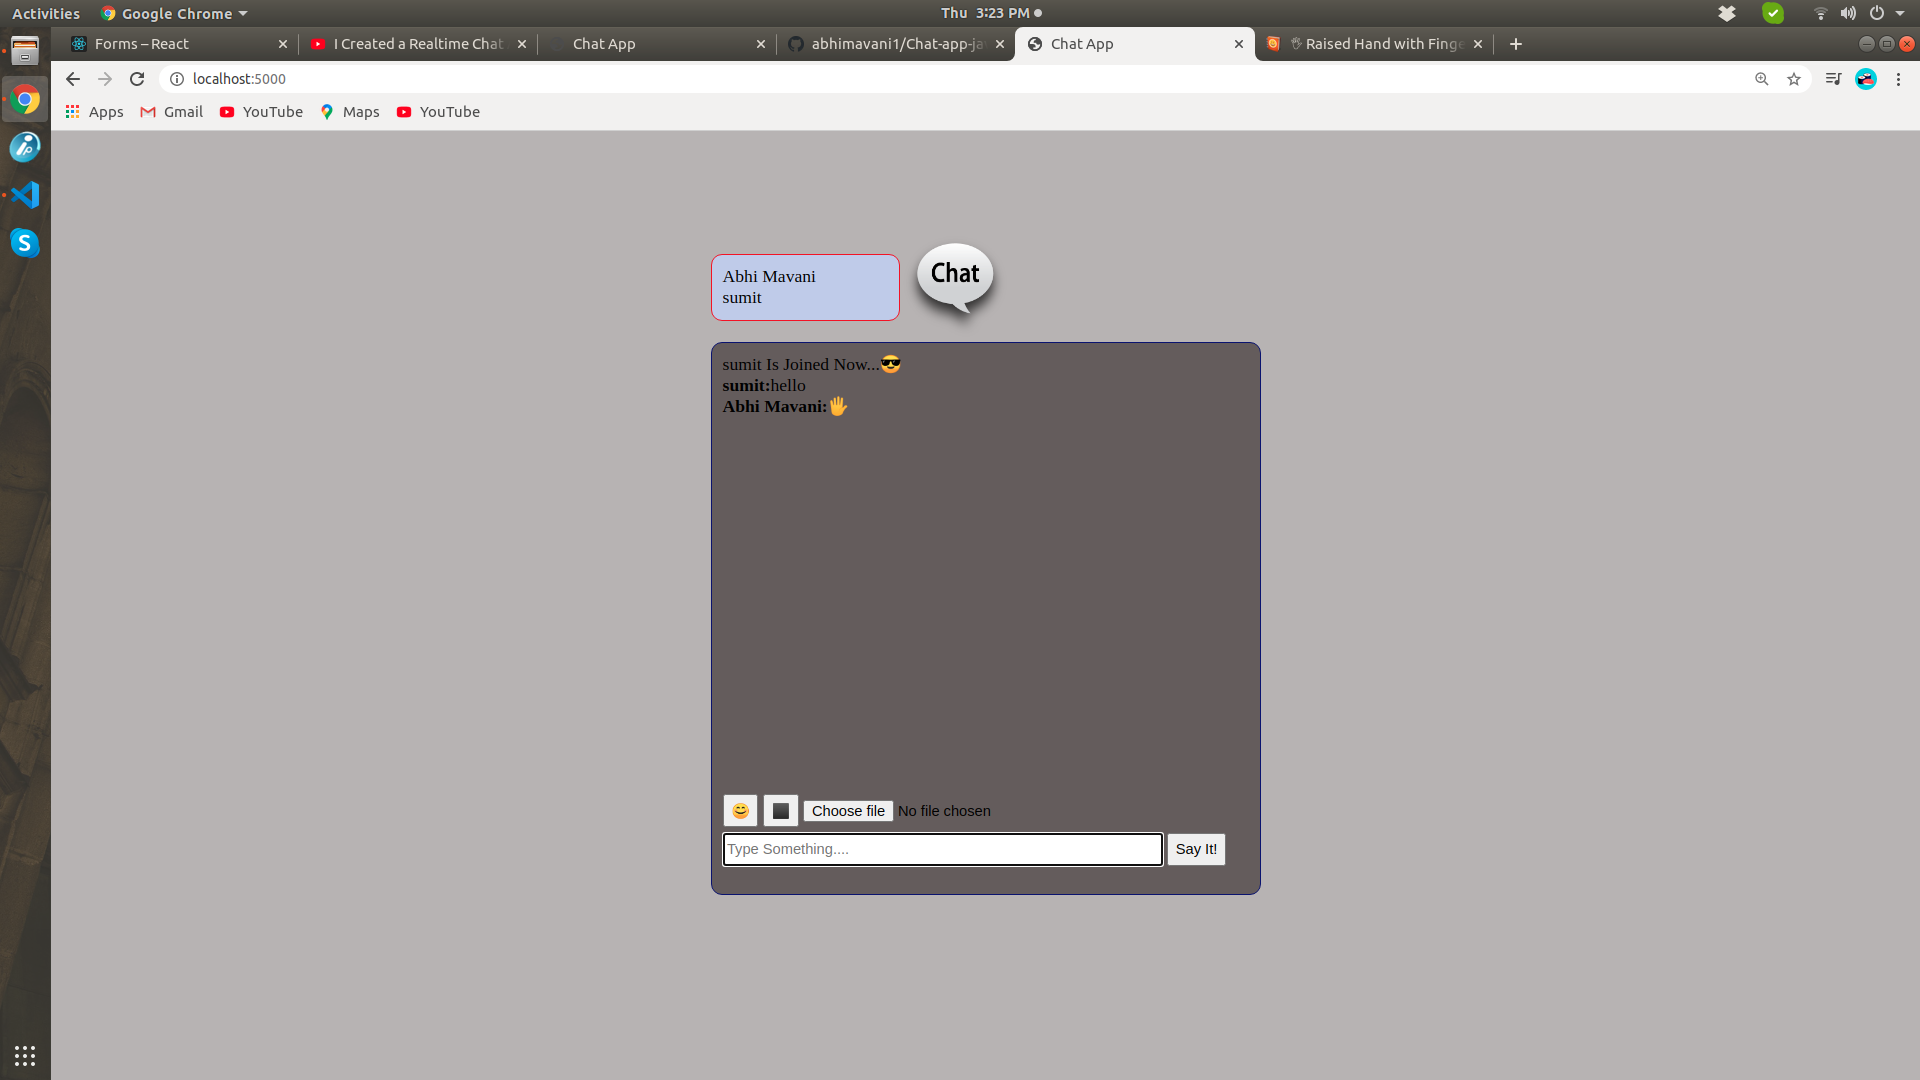 Activities Google Chrome Thu 3:23 PM
Forms – React I Created a Realtime Chat Chat App abhimavani1/Chat-app-jav Chat App 🖐 Raised Hand with Finge
localhost:5000
Apps Gmail YouTube Maps YouTube
Abhi Mavani
sumit
Chat
sumit Is Joined Now...😎
sumit:hello
Abhi Mavani:🖐
😊 Choose file No file chosen
Type Something.... Say It!